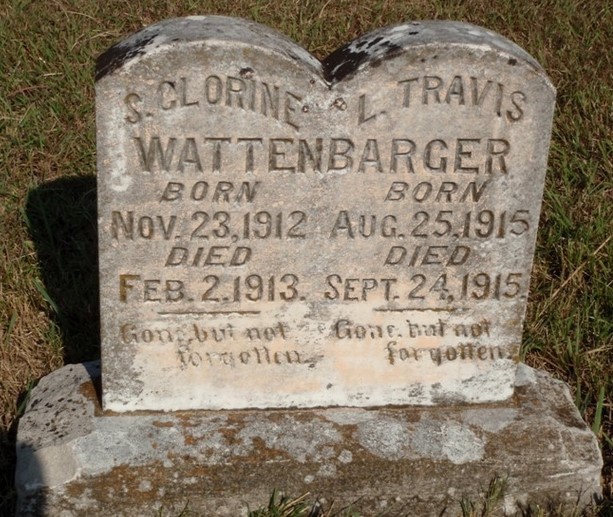 S. CLORINE
WATTENBARGER
BORN
NOV. 23, 1912
DIED
FEB. 2, 1913.
Gone, but not
forgotten.
L. TRAVIS
BORN
AUG. 25, 1915
DIED
SEPT. 24, 1915.
Gone, but not
forgotten.